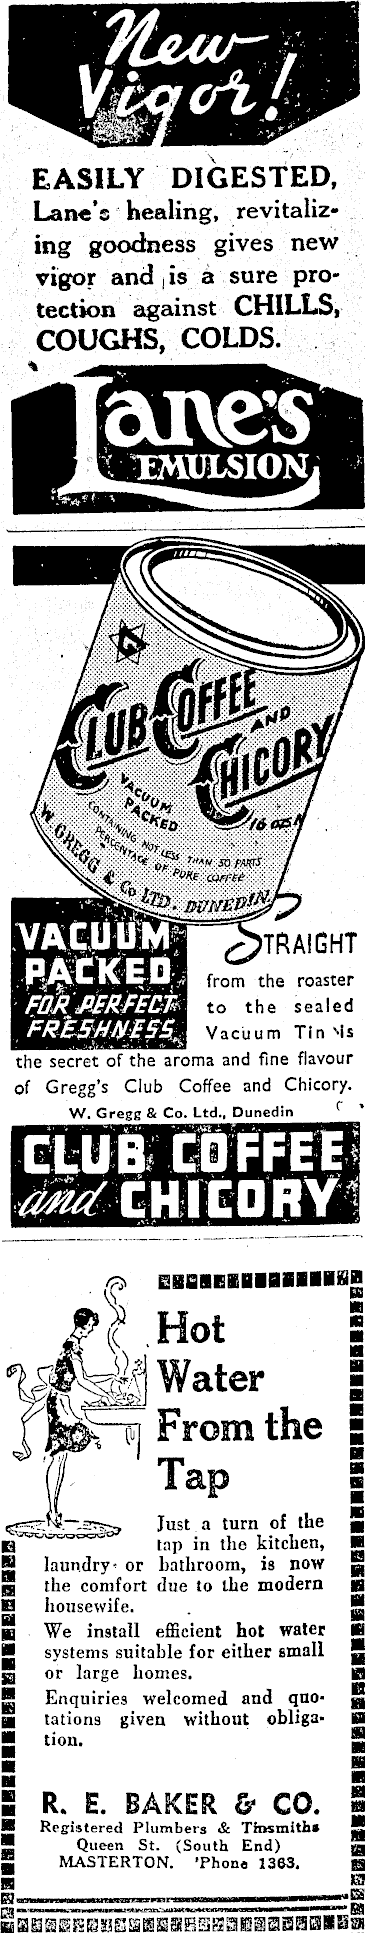 New
Vigor!
EASILY DIGESTED,
Lane's healing, revitaliz-
ing goodness gives new
vigor and is a sure pro-
tection against CHILLS,
COUGHS, COLDS.
Lane's
EMULSION
G
CLUB COFFEE
AND
CHICORY
VACUUM
PACKED
16 OZS N
CONTAINING NOT LESS THAN 50 PARTS
PERCENTAGE OF PURE COFFEE
W. GREGG & Co LTD. DUNEDIN.
VACUUM
PACKED
FOR PERFECT
FRESHNESS
STRAIGHT
from the roaster
to the sealed
Vacuum Tin is
the secret of the aroma and fine flavour
of Gregg's Club Coffee and Chicory.
W. Gregg & Co. Ltd., Dunedin
CLUB COFFEE
and CHICORY
Hot
Water
From the
Tap
Just a turn of the
tap in the kitchen,
laundry or bathroom, is now
the comfort due to the modern
housewife.
We install efficient hot water
systems suitable for either small
or large homes.
Enquiries welcomed and quo-
tations given without obliga-
tion.
R. E. BAKER & CO.
Registered Plumbers & Tinsmiths
Queen St. (South End)
MASTERTON. 'Phone 1363.